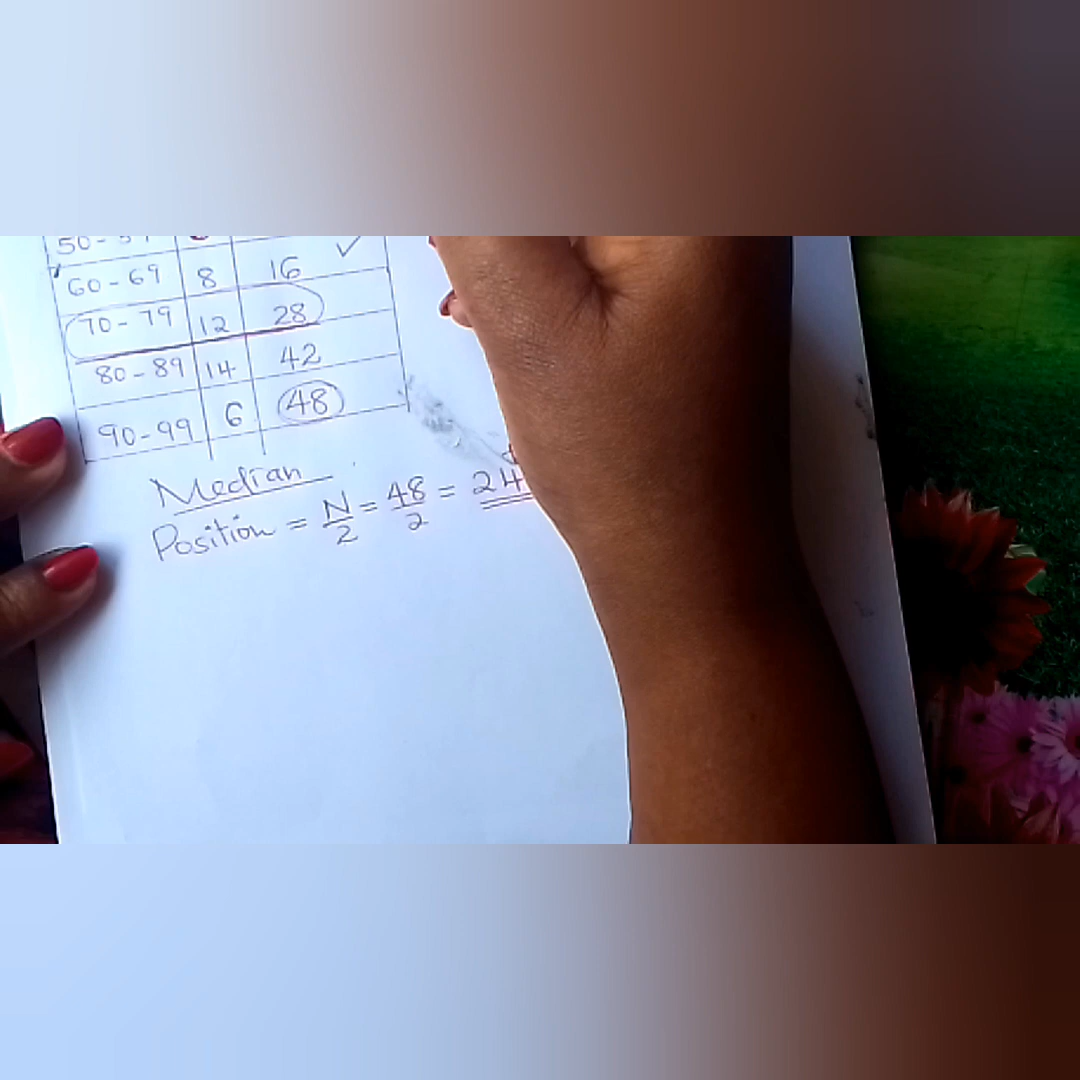 60-69 8 16 ✓
70-79 12 28
80-89 14 42
90-99 6 48
Median
Position = N/2 = 48/2 = 24